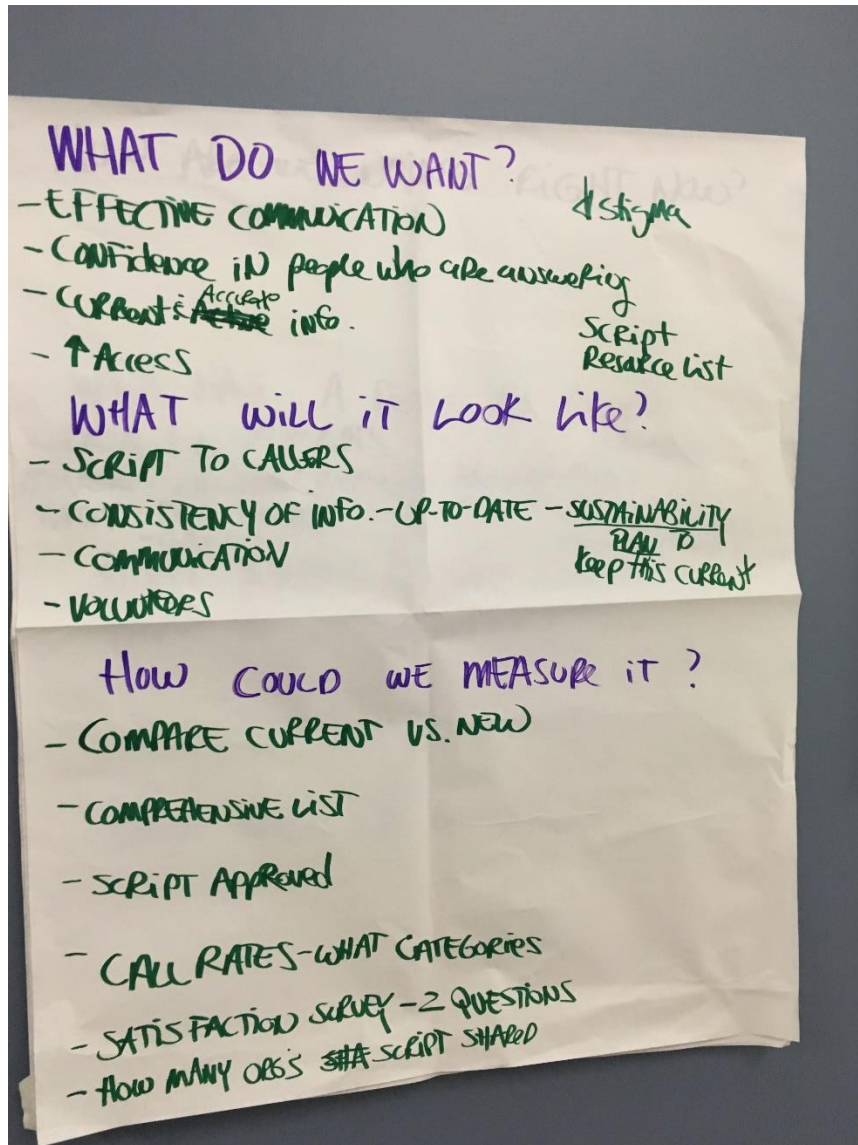 WHAT DO WE WANT?
- EFFECTIVE COMMUNICATION
↓ stigma
- Confidence in people who are answering
- Current & Accurate info.
Script
Resource List
- ↑ Access
WHAT WILL iT Look Like?
- SCRiPT TO CALLERS
- CONSiSTENCY OF iNFO. - UP-TO-DATE - SUSTAiNABiLiTY
PLAN TO
keep this CURRENT
- COMMUNiCATiON
- VOLUNTEERS
How COULD WE MEASURe iT?
- COMPARE CURRENT VS. NEW
- COMPREHENSiVE LiST
- SCRiPT APPRoved
- CALL RATES - WHAT CATEGORiES
- SATiSFACTiON SURVEY - 2 QUESTiONS
- How MANY ORG'S SCRiPT SHARED